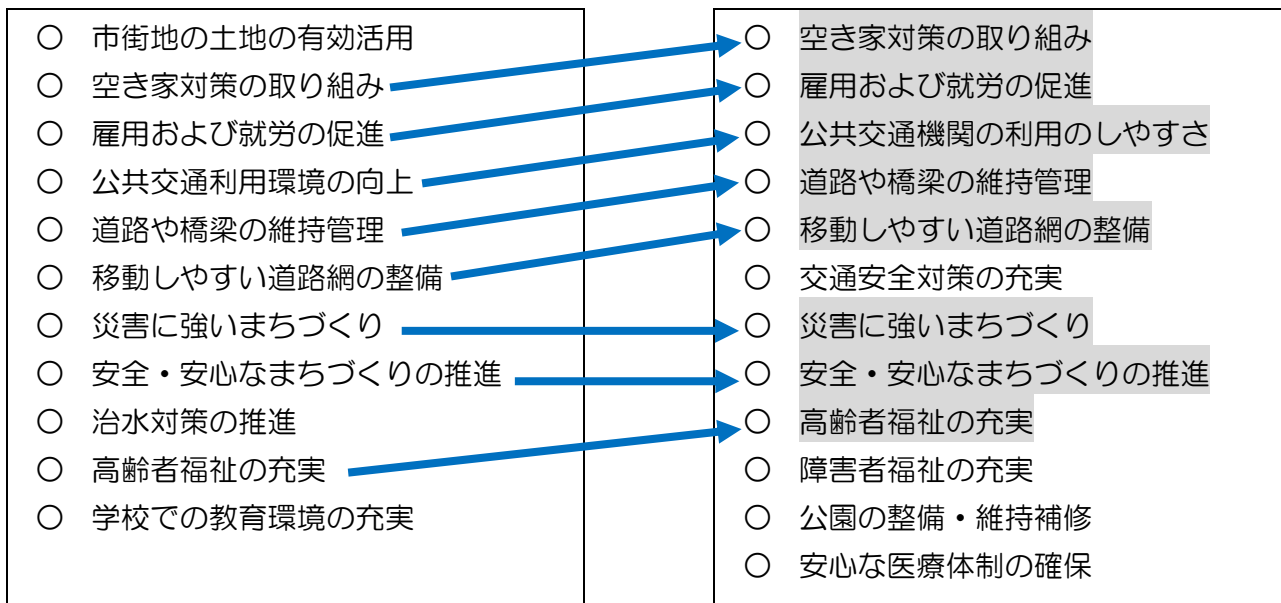 〇 市街地の土地の有効活用
〇 空き家対策の取り組み
〇 雇用および就労の促進
〇 公共交通利用環境の向上
〇 道路や橋梁の維持管理
〇 移動しやすい道路網の整備
〇 災害に強いまちづくり
〇 安全・安心なまちづくりの推進
〇 治水対策の推進
〇 高齢者福祉の充実
〇 学校での教育環境の充実
〇 空き家対策の取り組み
〇 雇用および就労の促進
〇 公共交通機関の利用のしやすさ
〇 道路や橋梁の維持管理
〇 移動しやすい道路網の整備
〇 交通安全対策の充実
〇 災害に強いまちづくり
〇 安全・安心なまちづくりの推進
〇 高齢者福祉の充実
〇 障害者福祉の充実
〇 公園の整備・維持補修
〇 安心な医療体制の確保